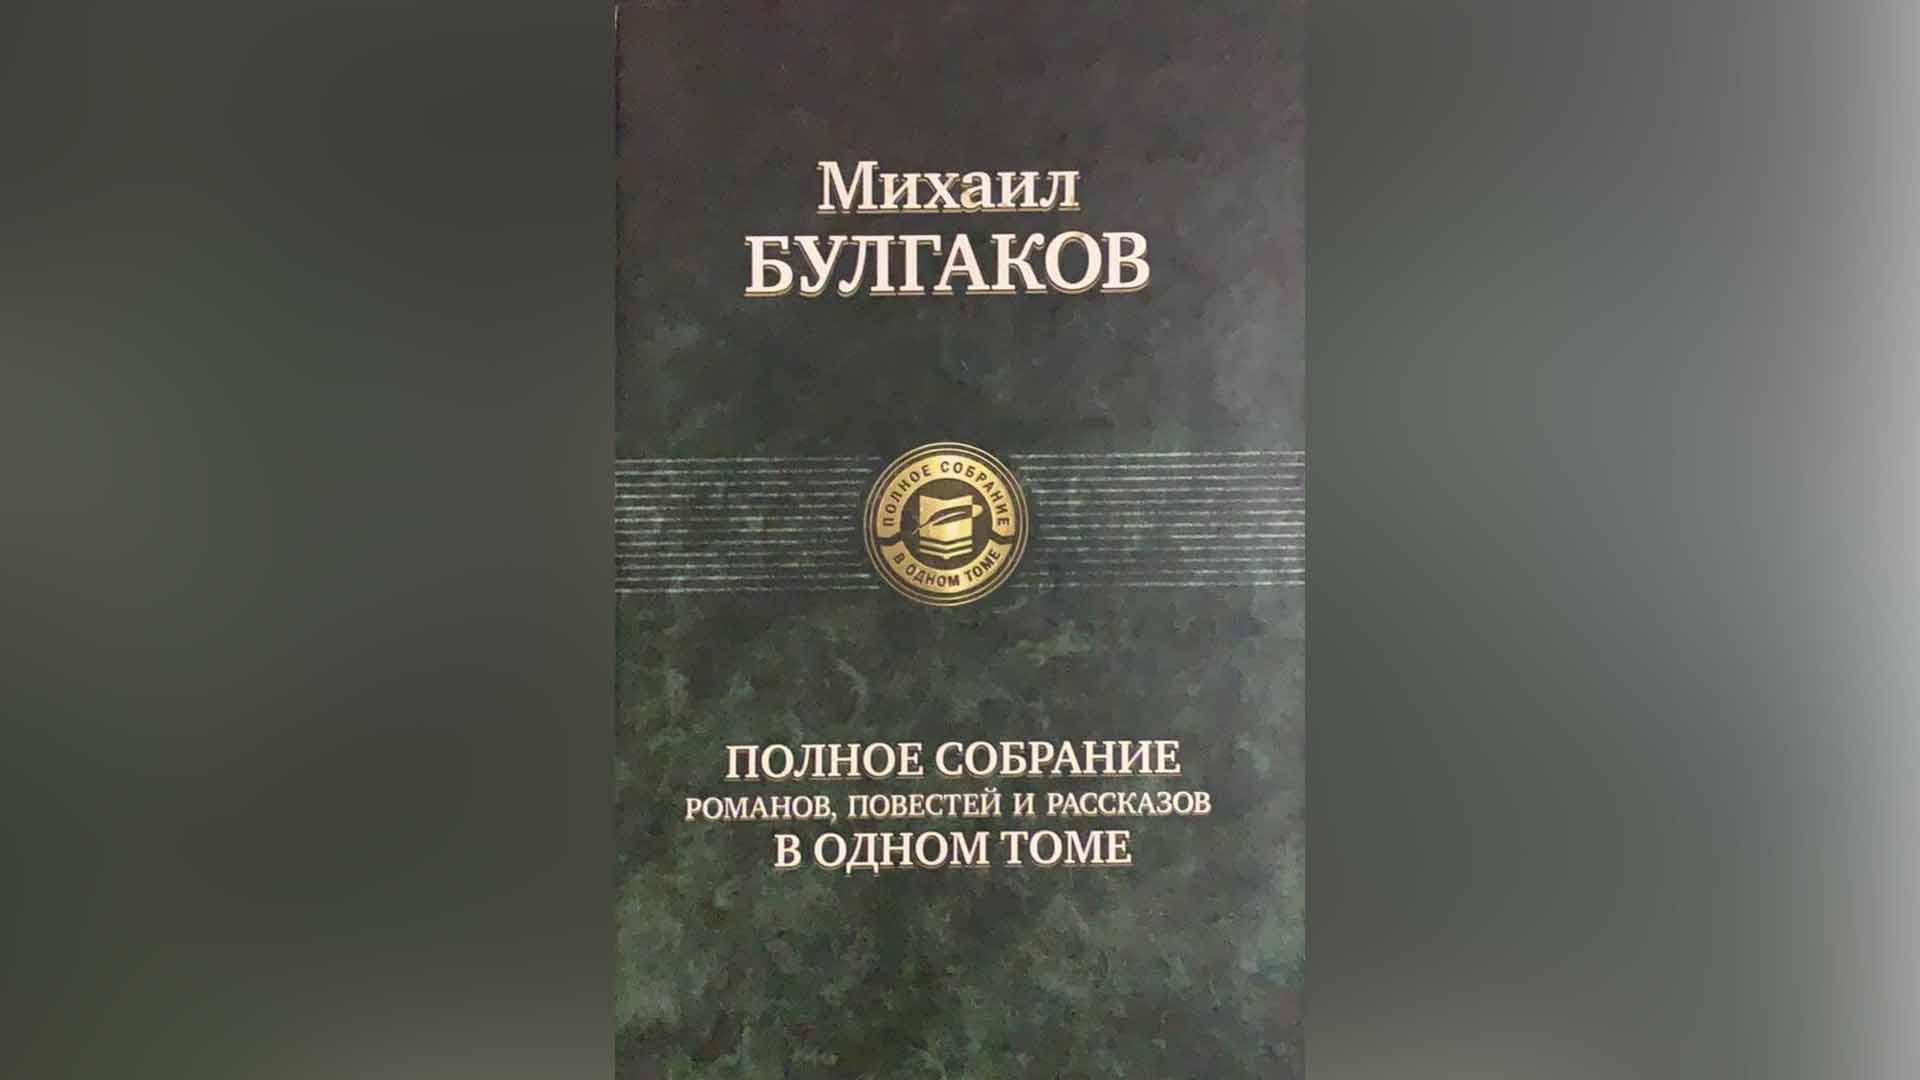 Михаил
БУЛГАКОВ
ПОЛНОЕ СОБРАНИЕ
В ОДНОМ ТОМЕ
ПОЛНОЕ СОБРАНИЕ
РОМАНОВ, ПОВЕСТЕЙ И РАССКАЗОВ
В ОДНОМ ТОМЕ